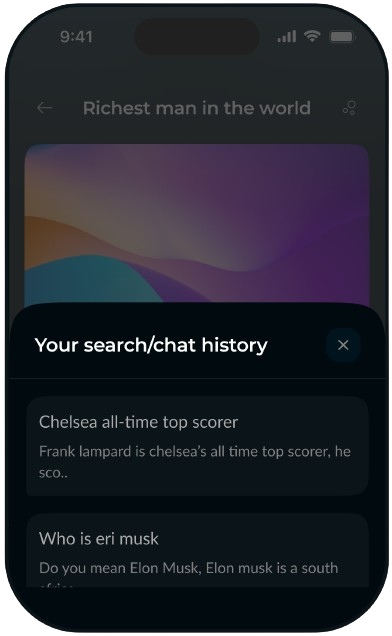 9:41
Richest man in the world
Your search/chat history
Chelsea all-time top scorer
Frank lampard is chelsea's all time top scorer, he
sco..
Who is eri musk
Do you mean Elon Musk, Elon musk is a south